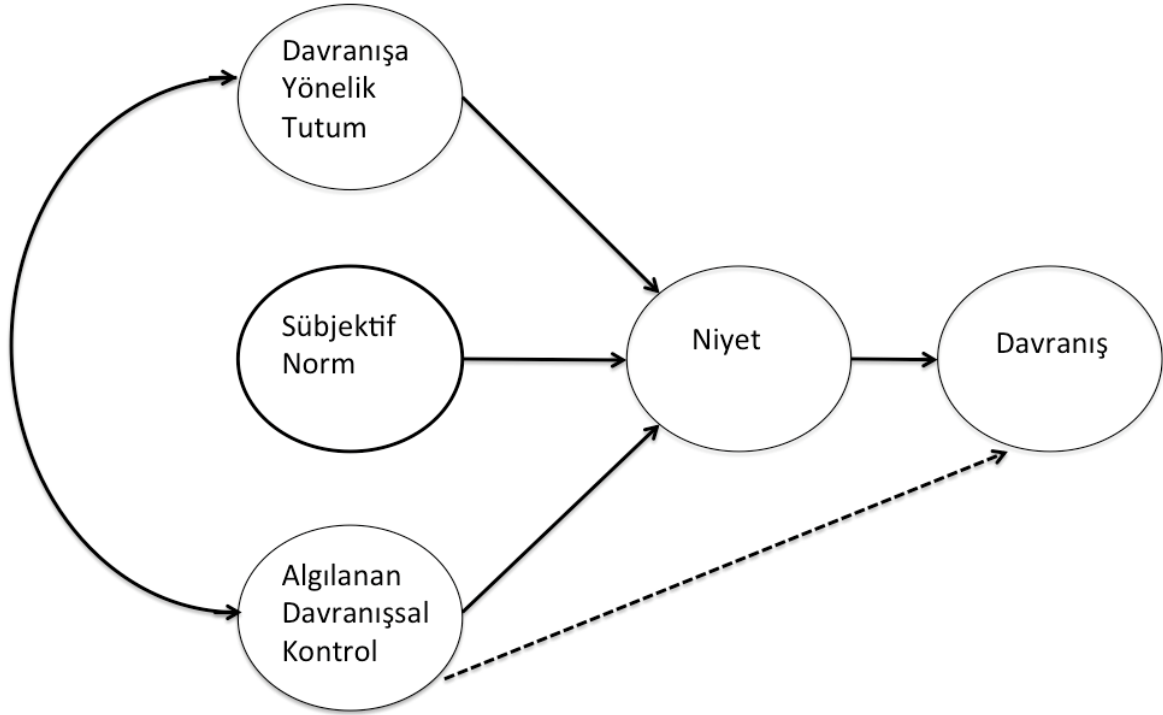 Davranışa
Yönelik
Tutum
Sübjektif
Norm
Niyet
Davranış
Algılanan
Davranışsal
Kontrol